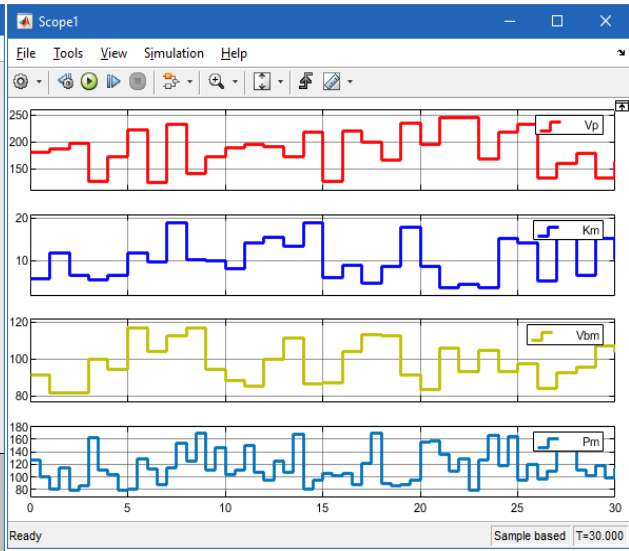 Scope1
File Tools View Simulation Help
250
200
150
Vp
20
10
Km
120
100
80
Vbm
180
160
140
120
100
80
Pm
0 5 10 15 20 25 30
Ready Sample based T=30.000